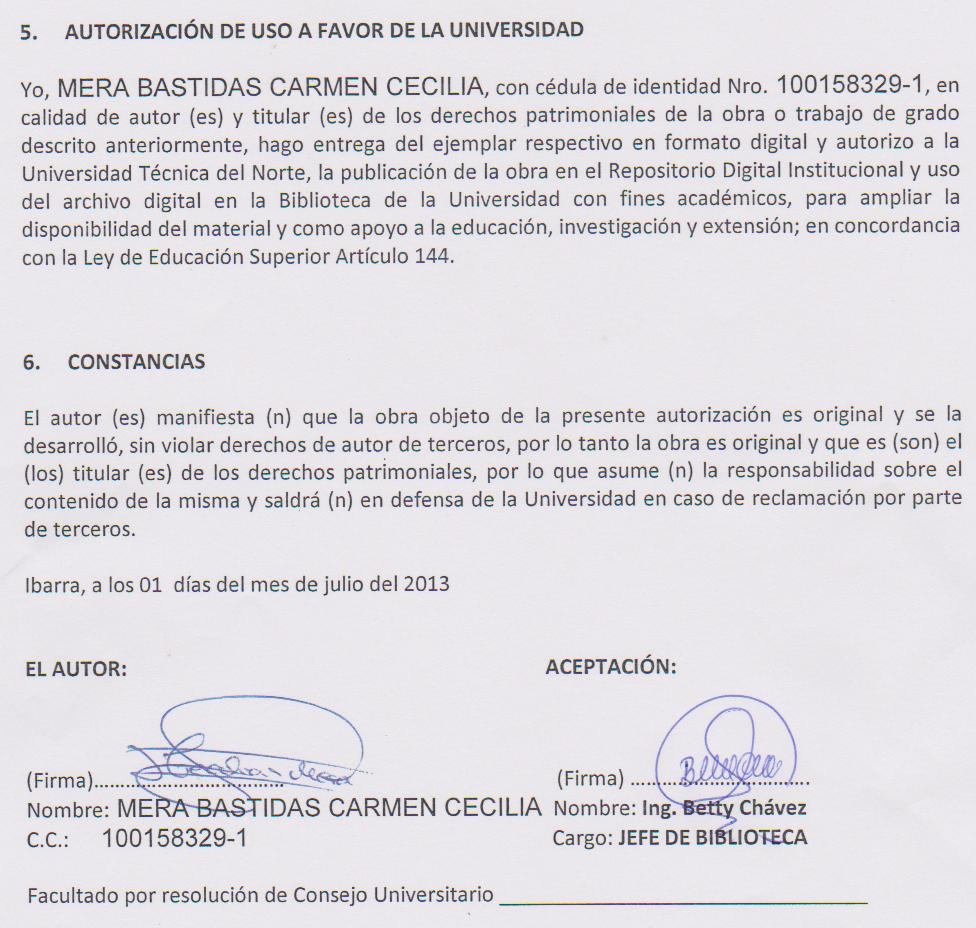 5. AUTORIZACIÓN DE USO A FAVOR DE LA UNIVERSIDAD
Yo, MERA BASTIDAS CARMEN CECILIA, con cédula de identidad Nro. 100158329-1, en
calidad de autor (es) y titular (es) de los derechos patrimoniales de la obra o trabajo de grado
descrito anteriormente, hago entrega del ejemplar respectivo en formato digital y autorizo a la
Universidad Técnica del Norte, la publicación de la obra en el Repositorio Digital Institucional y uso
del archivo digital en la Biblioteca de la Universidad con fines académicos, para ampliar la
disponibilidad del material y como apoyo a la educación, investigación y extensión; en concordancia
con la Ley de Educación Superior Artículo 144.
6. CONSTANCIAS
El autor (es) manifiesta (n) que la obra objeto de la presente autorización es original y se la
desarrolló, sin violar derechos de autor de terceros, por lo tanto la obra es original y que es (son) el
(los) titular (es) de los derechos patrimoniales, por lo que asume (n) la responsabilidad sobre el
contenido de la misma y saldrá (n) en defensa de la Universidad en caso de reclamación por parte
de terceros.
Ibarra, a los 01 días del mes de julio del 2013
EL AUTOR:
(Firma)..............................
Nombre: MERA BASTIDAS CARMEN CECILIA
C.C.: 100158329-1
ACEPTACIÓN:
(Firma) ..............................
Nombre: Ing. Betty Chávez
Cargo: JEFE DE BIBLIOTECA
Facultado por resolución de Consejo Universitario ______________________________